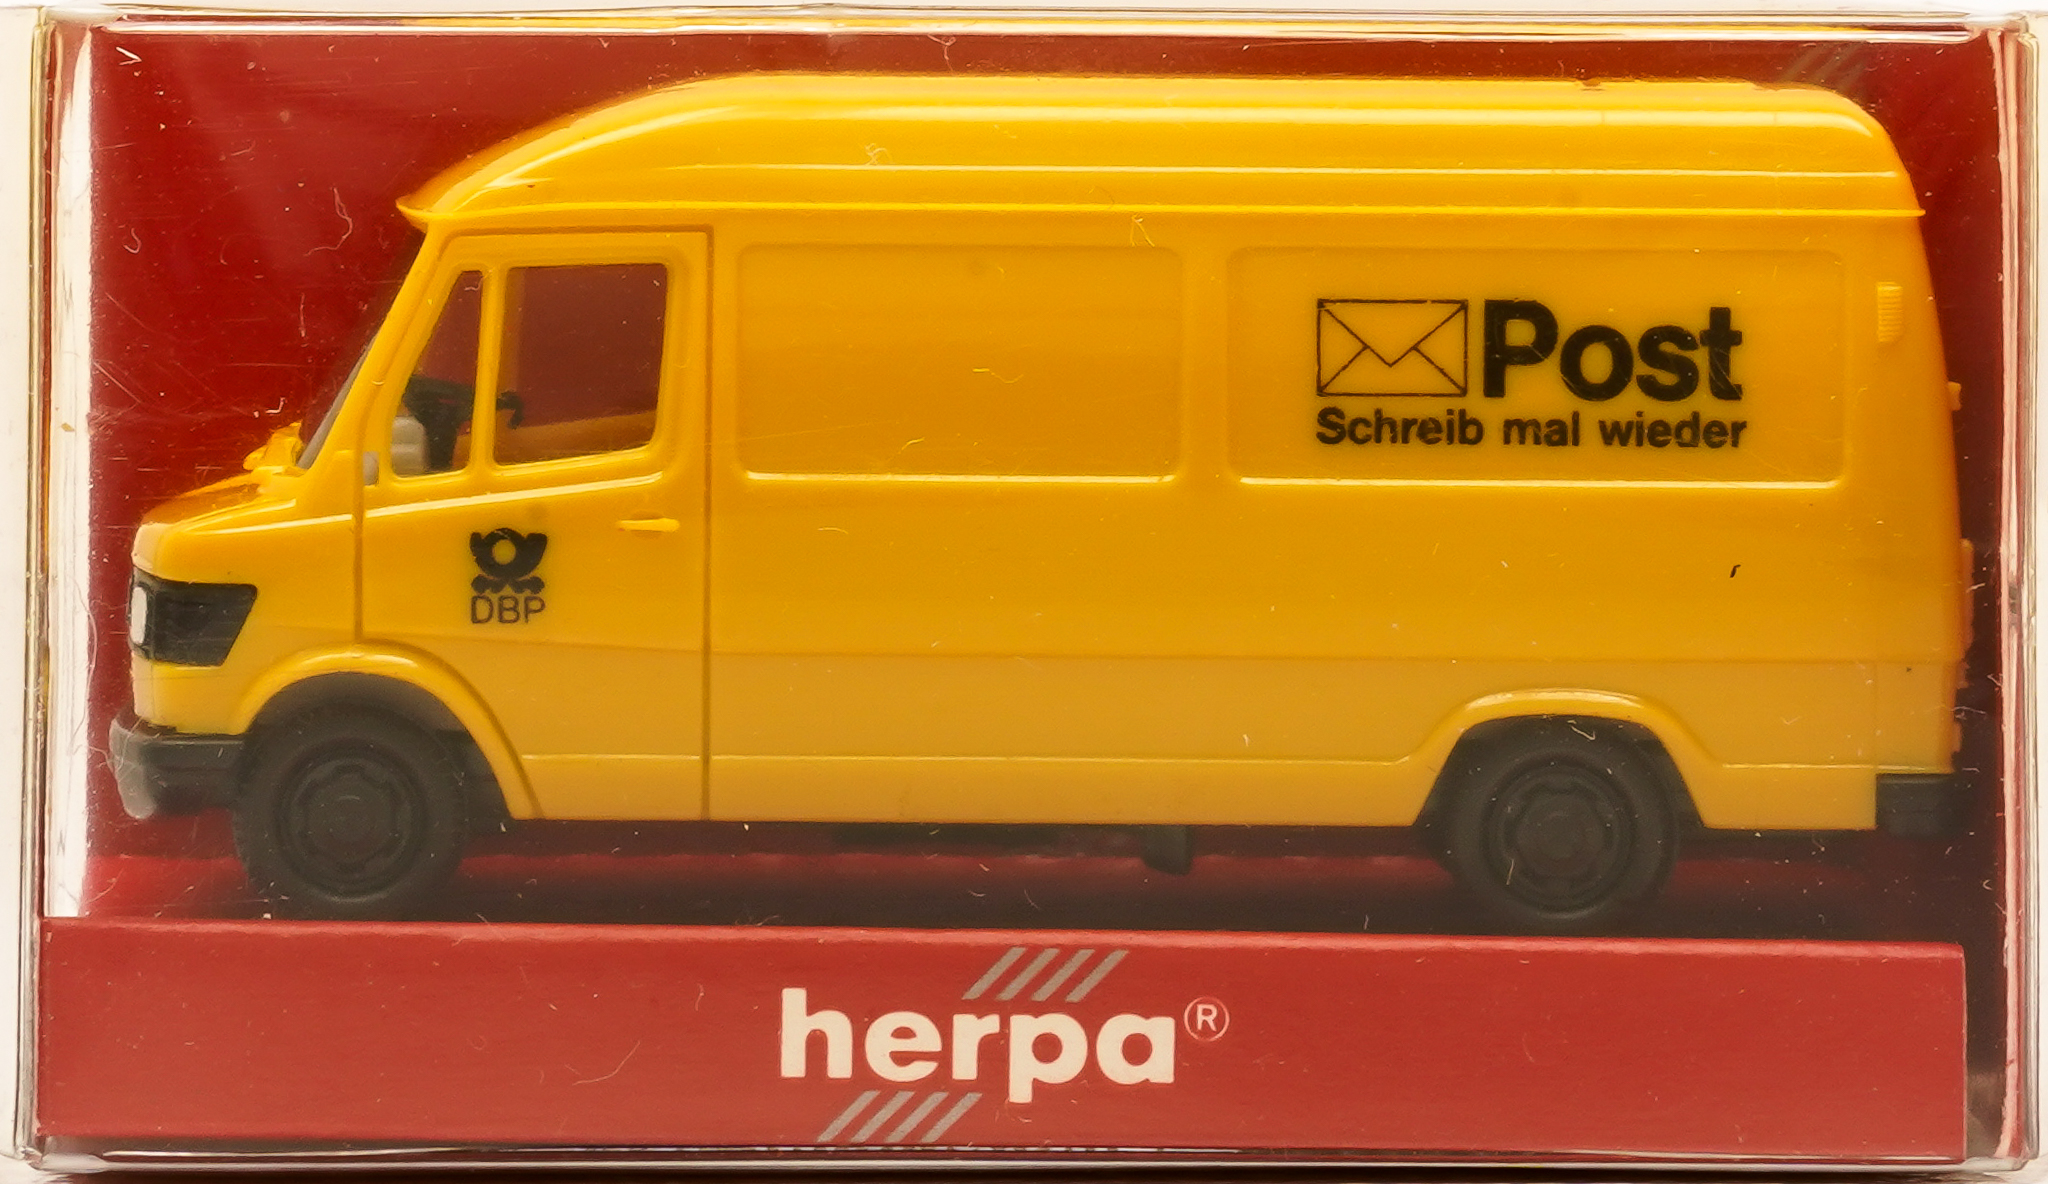 Post
Schreib mal wieder
DBP
herpa®